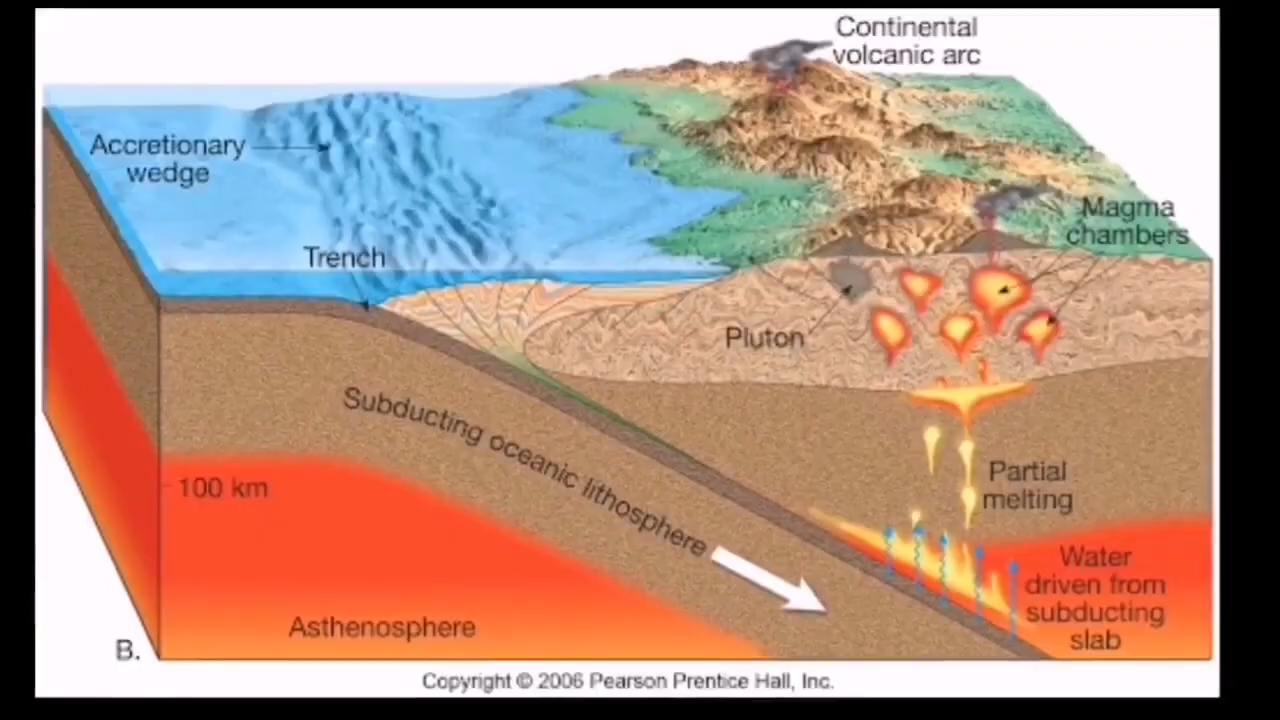 Continental
volcanic arc
Accretionary
wedge
Magma
chambers
Trench
Pluton
Subducting oceanic lithosphere
100 km
Partial
melting
Water
driven from
subducting
slab
Asthenosphere
B.
Copyright © 2006 Pearson Prentice Hall, Inc.